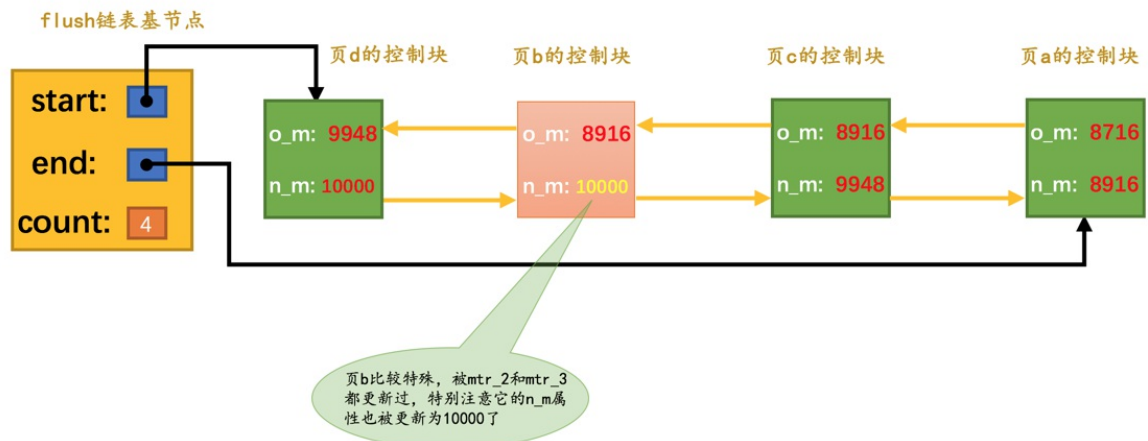 flush链表基节点
页d的控制块
页b的控制块
页c的控制块
页a的控制块
start:
end:
count: 4
o_m: 9948
n_m: 10000
o_m: 8916
n_m: 10000
o_m: 8916
n_m: 9948
o_m: 8716
n_m: 8916
页b比较特殊，被mtr_2和mtr_3
都更新过，特别注意它的n_m属
性也被更新为10000了